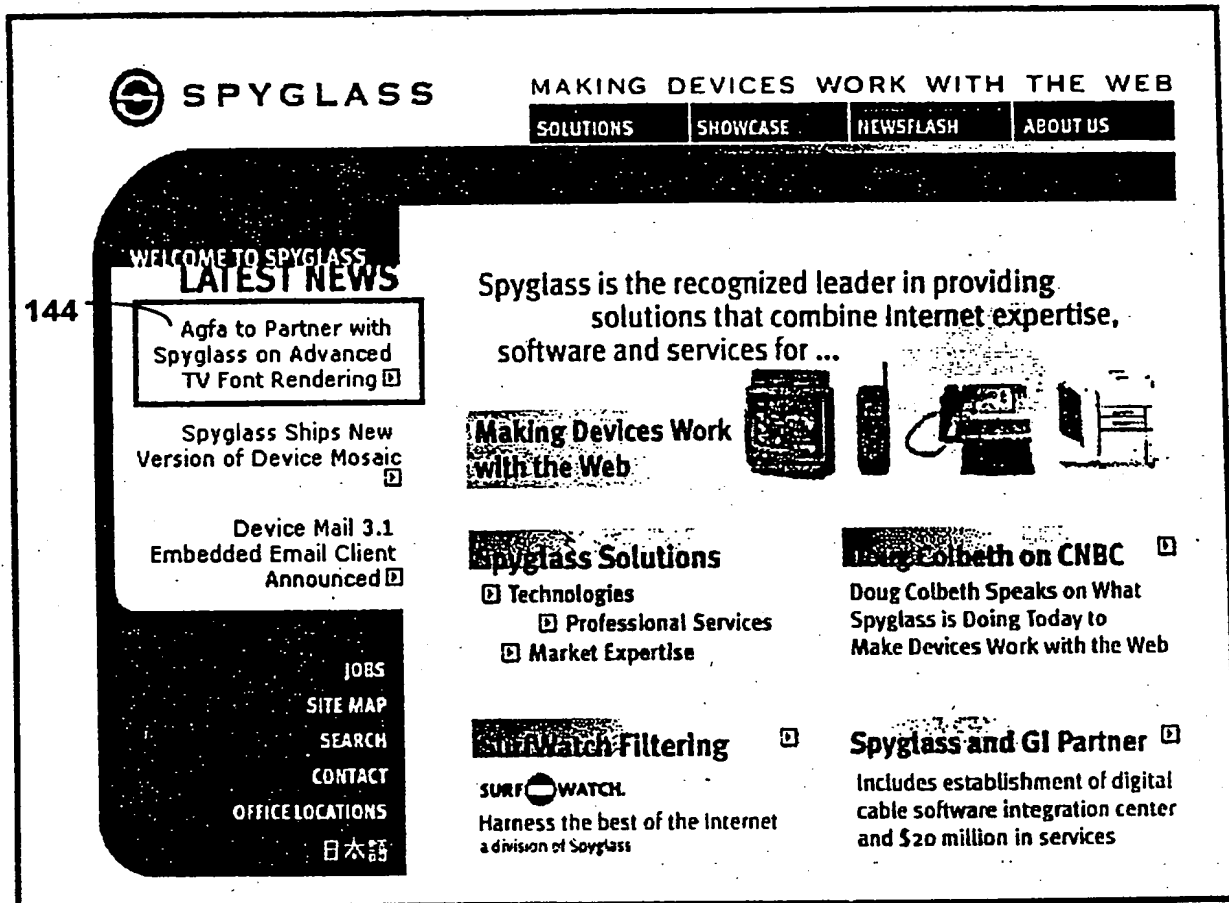 SPYGLASS
MAKING DEVICES WORK WITH THE WEB
SOLUTIONS
SHOWCASE
NEWSFLASH
ABOUT US
WELCOME TO SPYGLASS
LATEST NEWS
144
Agfa to Partner with
Spyglass on Advanced
TV Font Rendering
Spyglass Ships New
Version of Device Mosaic
Device Mail 3.1
Embedded Email Client
Announced
JOBS
SITE MAP
SEARCH
CONTACT
OFFICE LOCATIONS
日本語
Spyglass is the recognized leader in providing
solutions that combine Internet expertise,
software and services for ...
Making Devices Work
with the Web
Spyglass Solutions
Technologies
Professional Services
Market Expertise
Doug Colbeth on CNBC
Doug Colbeth Speaks on What
Spyglass is Doing Today to
Make Devices Work with the Web
SurfWatch Filtering
SURF WATCH.
Harness the best of the Internet
a division of Spyglass
Spyglass and GI Partner
Includes establishment of digital
cable software integration center
and $20 million in services